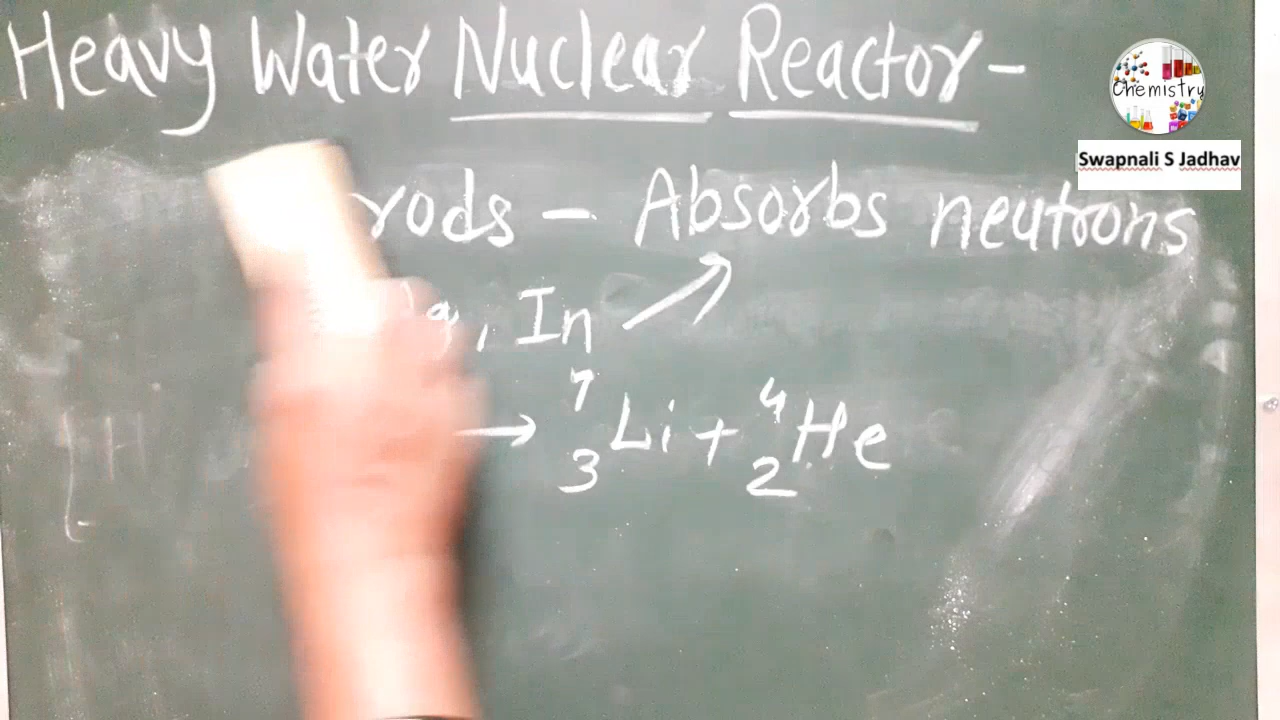 Heavy Water Nuclear Reactor -
Chemistry
Swapnali S Jadhav
rods - Absorbs neutrons
, In ↗
→ ⁷₃Li + ⁴₂He